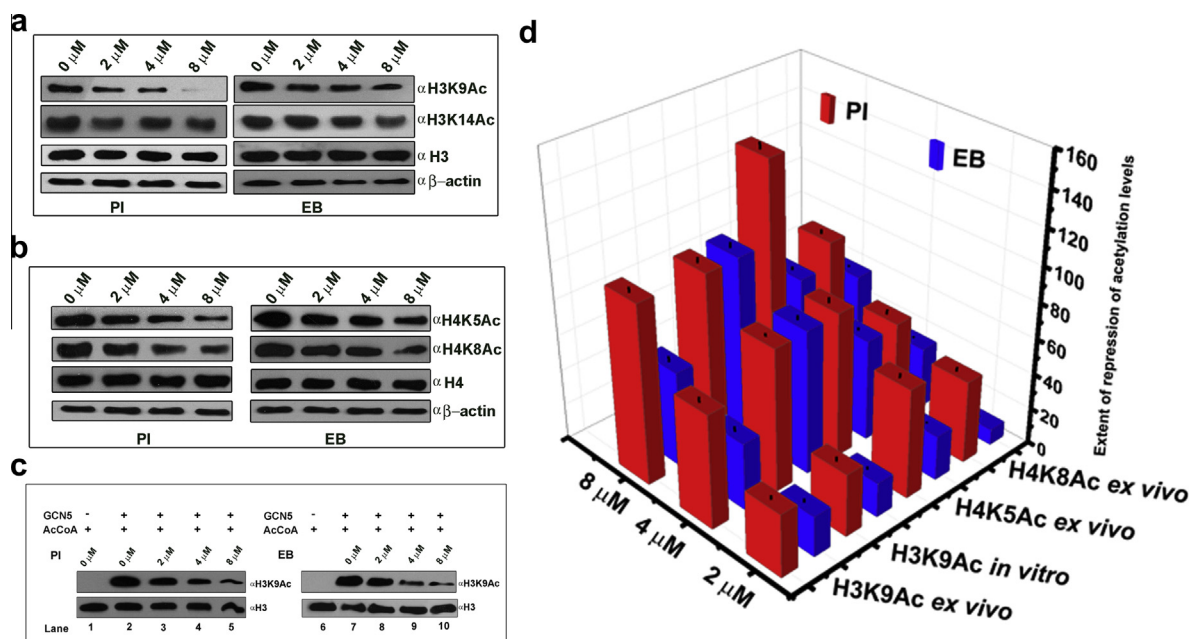 a
0 μM 2 μM 4 μM 8 μM 0 μM 2 μM 4 μM 8 μM
αH3K9Ac
αH3K14Ac
α H3
α β–actin
PI EB
b
0 μM 2 μM 4 μM 8 μM 0 μM 2 μM 4 μM 8 μM
αH4K5Ac
αH4K8Ac
α H4
α β–actin
PI EB
c
GCN5 - + + + + - + + + +
AcCoA + + + + + + + + + +
PI 0 μM 0 μM 2 μM 4 μM 8 μM EB 0 μM 2 μM 4 μM 8 μM
αH3K9Ac αH3K9Ac
αH3 αH3
Lane 1 2 3 4 5 6 7 8 9 10
d
PI
EB
160
140
120
100
80
60
40
20
0
Extent of repression of acetylation levels
8 μM
4 μM
2 μM
H4K8Ac ex vivo
H4K5Ac ex vivo
H3K9Ac in vitro
H3K9Ac ex vivo